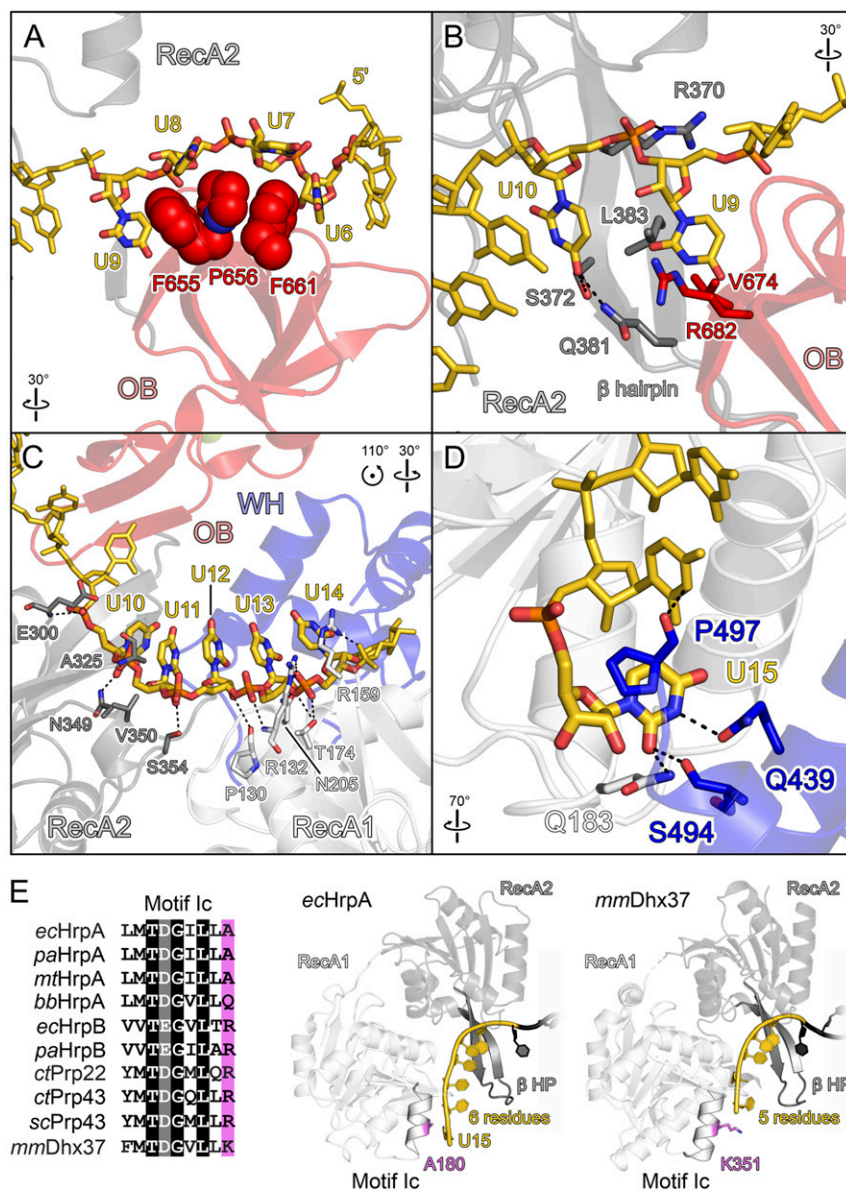 A
RecA2
5'
U8
U7
U9
U6
F655
P656
F661
30°
OB
B
30°
R370
U10
U9
L383
S372
V674
R682
Q381
β hairpin
RecA2
OB
C
110°
30°
WH
OB
U12
U10
U11
U13
U14
E300
A325
R159
N349
V350
T174
S354
R132
N205
P130
RecA2
RecA1
D
P497
U15
Q439
Q183
S494
70°
E
Motif Ic
ecHrpA LMTDGILLA
paHrpA LMTDGILLA
mtHrpA LMTDGILLA
bbHrpA LMTDGVLLQ
ecHrpB VVTEGVLTR
paHrpB VVTEGILAR
ctPrp22 YMTDGMLQR
ctPrp43 YMTDGQLLR
scPrp43 YMTDGMLLR
mmDhx37 FMTDGVLLK
ecHrpA
RecA2
RecA1
β HP
6 residues
U15
A180
Motif Ic
mmDhx37
RecA2
RecA1
β HP
5 residues
K351
Motif Ic